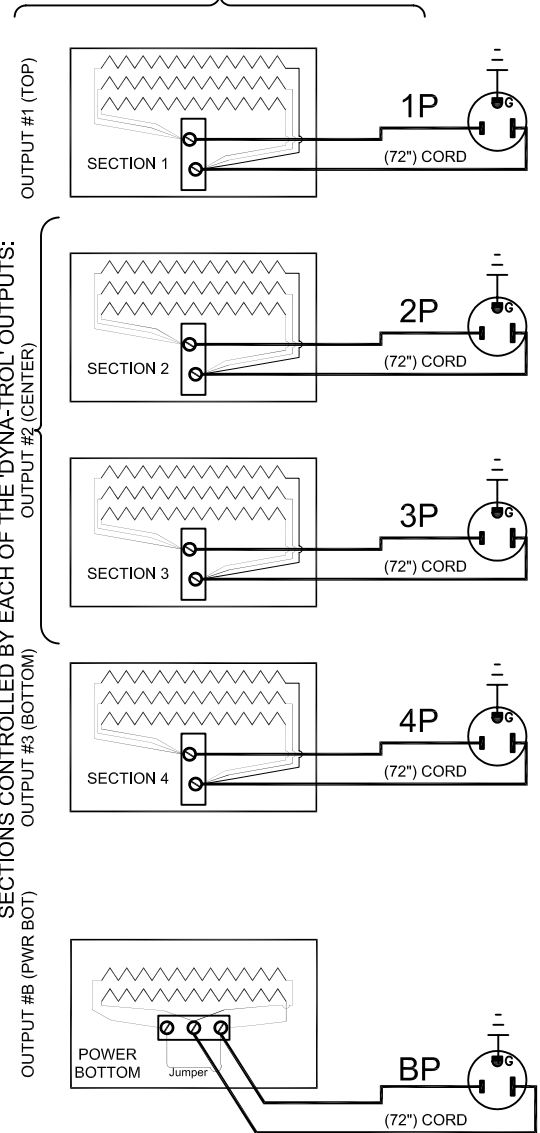 SECTIONS CONTROLLED BY EACH OF THE 'DYNA-TROL' OUTPUTS:
OUTPUT #1 (TOP)
SECTION 1
1P
(72") CORD
G
OUTPUT #2 (CENTER)
SECTION 2
2P
(72") CORD
G
SECTION 3
3P
(72") CORD
G
OUTPUT #3 (BOTTOM)
SECTION 4
4P
(72") CORD
G
OUTPUT #B (PWR BOT)
POWER
BOTTOM
Jumper
BP
(72") CORD
G